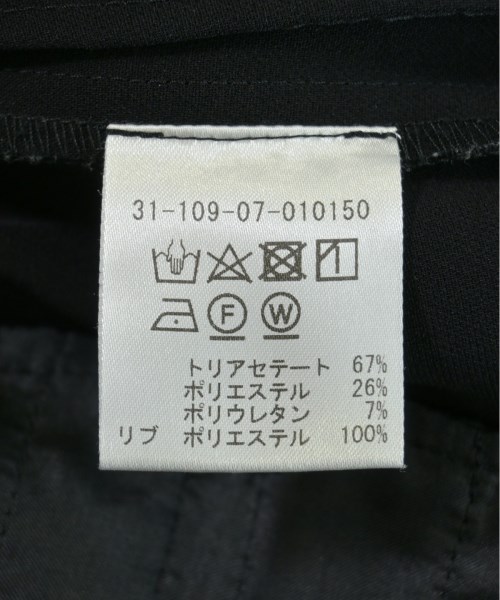 31-109-07-010150
F W
トリアセテート 67%
ポリエステル 26%
ポリウレタン 7%
リブ ポリエステル 100%